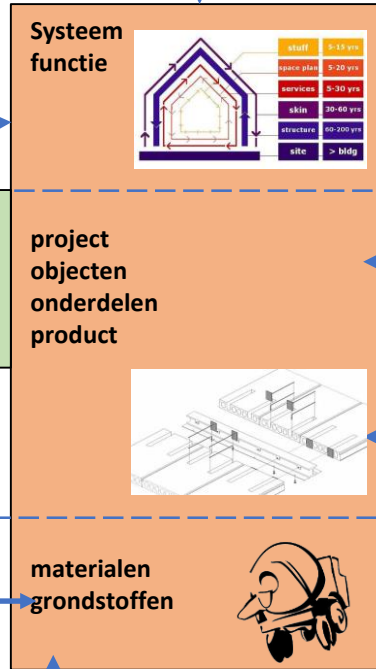 Systeem
functie
stuff 5-15 yrs
space plan 5-20 yrs
services 5-30 yrs
skin 30-60 yrs
structure 60-200 yrs
site > bldg
project
objecten
onderdelen
product
materialen
grondstoffen